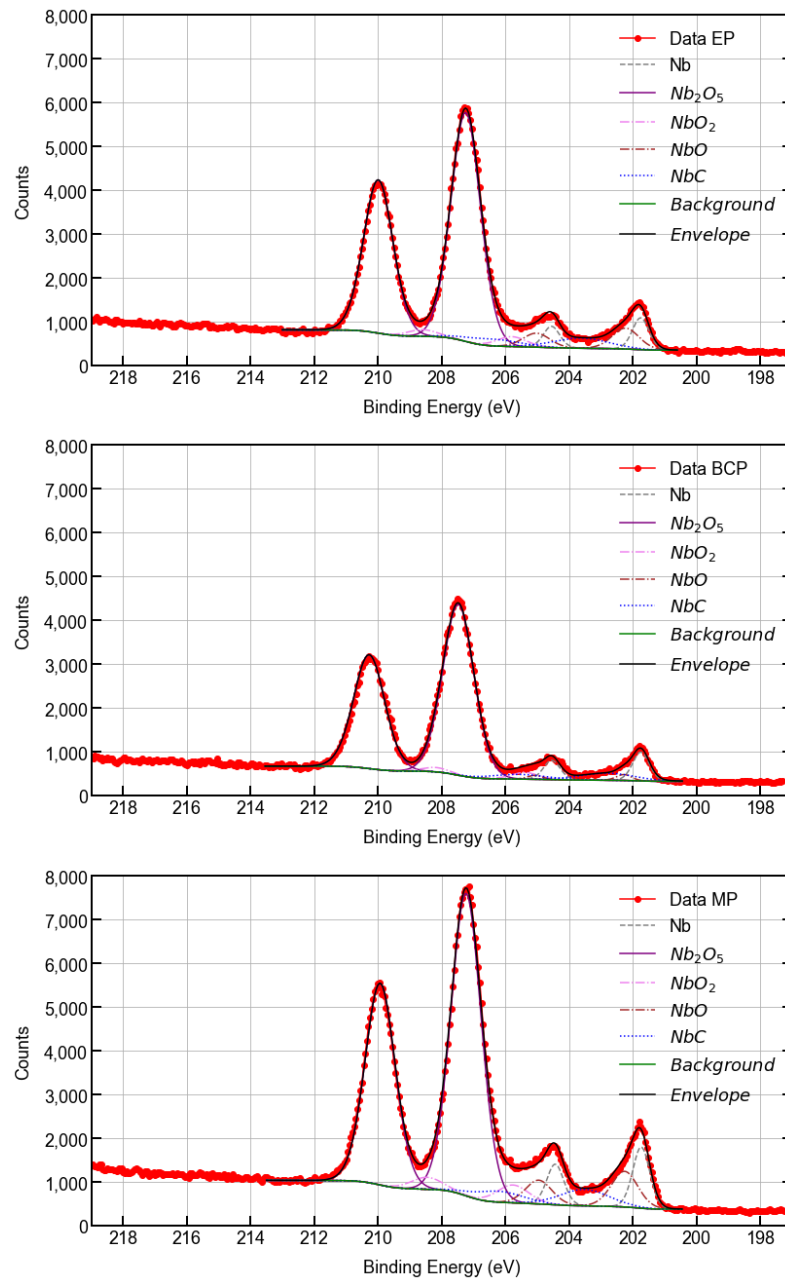 8,000
7,000
6,000
5,000
4,000
3,000
2,000
1,000
0
Counts
Data EP
Nb
Nb₂O₅
NbO₂
NbO
NbC
Background
Envelope
218 216 214 212 210 208 206 204 202 200 198
Binding Energy (eV)
8,000
7,000
6,000
5,000
4,000
3,000
2,000
1,000
0
Counts
Data BCP
Nb
Nb₂O₅
NbO₂
NbO
NbC
Background
Envelope
218 216 214 212 210 208 206 204 202 200 198
Binding Energy (eV)
8,000
7,000
6,000
5,000
4,000
3,000
2,000
1,000
0
Counts
Data MP
Nb
Nb₂O₅
NbO₂
NbO
NbC
Background
Envelope
218 216 214 212 210 208 206 204 202 200 198
Binding Energy (eV)